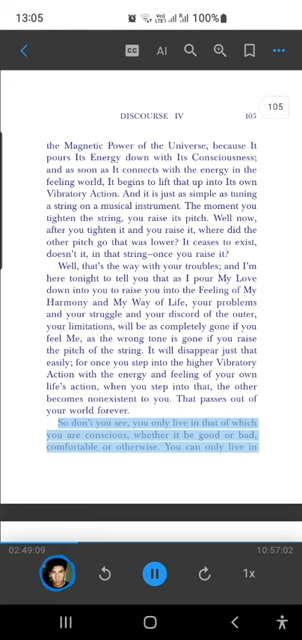 13:05
100%
CC
AI
105
DISCOURSE IV 105
the Magnetic Power of the Universe, because It
pours Its Energy down with Its Consciousness;
and as soon as It connects with the energy in the
feeling world, It begins to lift that up into Its own
Vibratory Action. And it is just as simple as tuning
a string on a musical instrument. The moment you
tighten the string, you raise its pitch. Well now,
after you tighten it and you raise it, where did the
other pitch go that was lower? It ceases to exist,
doesn't it, in that string—once you raise it?
Well, that's the way with your troubles; and I'm
here tonight to tell you that as I pour My Love
down into you to raise you into the Feeling of My
Harmony and My Way of Life, your problems
and your struggle and your discord of the outer,
your limitations, will be as completely gone if you
feel Me, as the wrong tone is gone if you raise
the pitch of the string. It will disappear just that
easily; for once you step into the higher Vibratory
Action with the energy and feeling of your own
life's action, when you step into that, the other
becomes nonexistent to you. That passes out of
your world forever.
So don't you see, you only live in that of which
you are conscious, whether it be good or bad,
comfortable or otherwise. You can only live in
02:49:09 10:57:02
1x